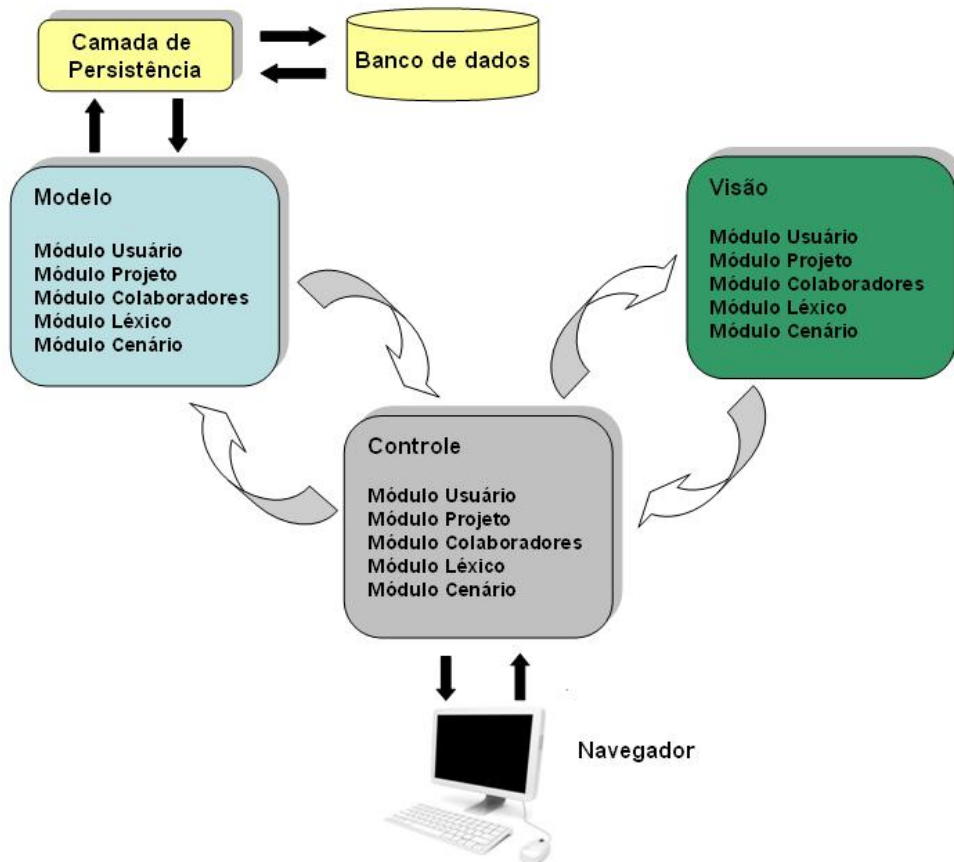 Camada de
Persistência
Banco de dados
Modelo
Módulo Usuário
Módulo Projeto
Módulo Colaboradores
Módulo Léxico
Módulo Cenário
Visão
Módulo Usuário
Módulo Projeto
Módulo Colaboradores
Módulo Léxico
Módulo Cenário
Controle
Módulo Usuário
Módulo Projeto
Módulo Colaboradores
Módulo Léxico
Módulo Cenário
Navegador